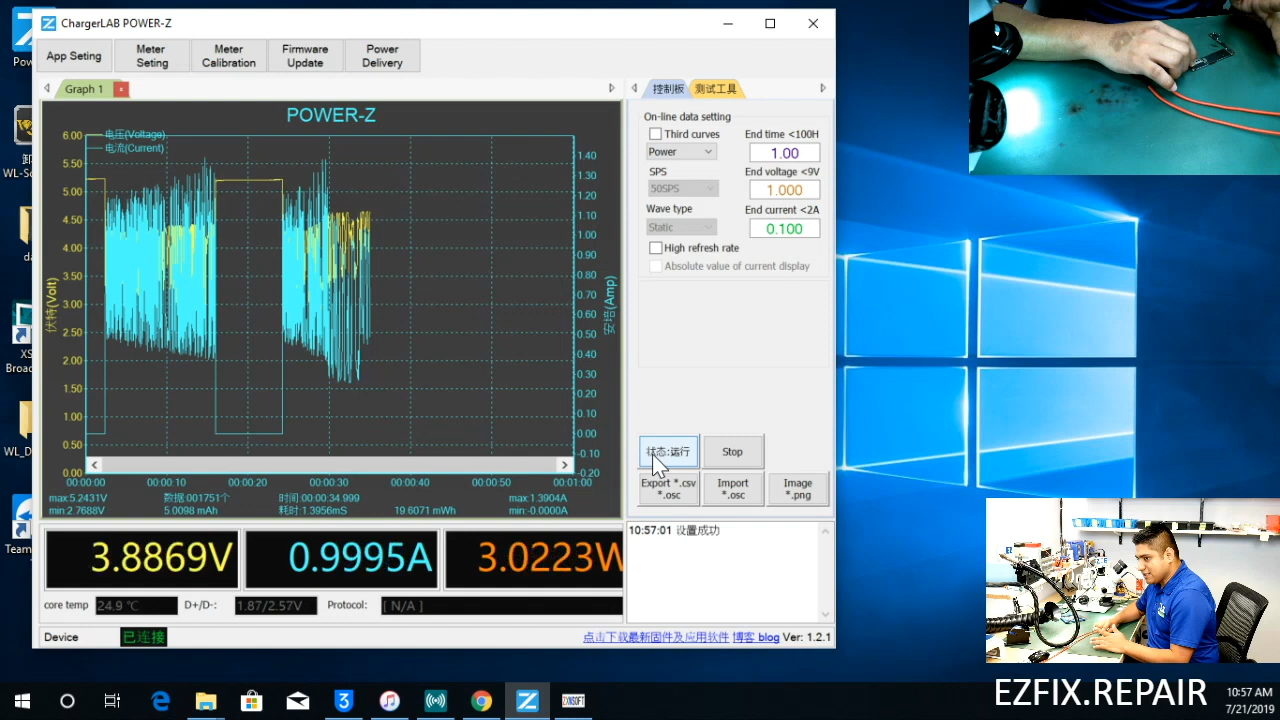 ChargerLAB POWER-Z
App Seting
Meter Seting
Meter Calibration
Firmware Update
Power Delivery
Graph 1
x
控制板
测试工具
POWER-Z
电压(Voltage)
电流(Current)
6.00
5.50
5.00
4.50
4.00
3.50
3.00
2.50
2.00
1.50
1.00
0.50
0.00
伏特(Volt)
1.40
1.30
1.20
1.10
1.00
0.90
0.80
0.70
0.60
0.50
0.40
0.30
0.20
0.10
0.00
-0.10
-0.20
安培(Amp)
00:00:00
00:00:10
00:00:20
00:00:30
00:00:40
00:00:50
00:01:00
max:5.2431V
数据:001751个
时间:00:00:34.999
max:1.3904A
min:2.7688V
5.0098 mAh
耗时:1.3956mS
19.6071 mWh
min:-0.0000A
On-line data setting
Third curves
End time <100H
Power
1.00
SPS
End voltage <9V
50SPS
1.000
Wave type
End current <2A
Static
0.100
High refresh rate
Absolute value of current display
状态:运行
Stop
Export *.csv *.osc
Import *.osc
Image *.png
10:57:01 设置成功
3.8869V
0.9995A
3.0223W
core temp
24.9 ℃
D+/D-:
1.87/2.57V
Protocol:
[ N/A ]
Device
已连接
点击下载最新固件及应用软件 博客 blog Ver: 1.2.1
Pow
WL-So
da
XS
Broad
WL_D
Team
ZXWSOFT
EZFIX.REPAIR
10:57 AM
7/21/2019